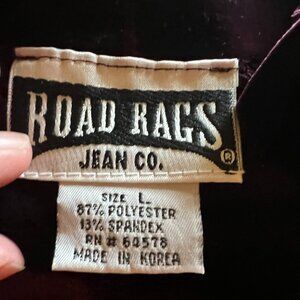 ROAD RAGS
®
JEAN CO.
SIZE L
87% POLYESTER
13% SPANDEX
RN # 64578
MADE IN KOREA